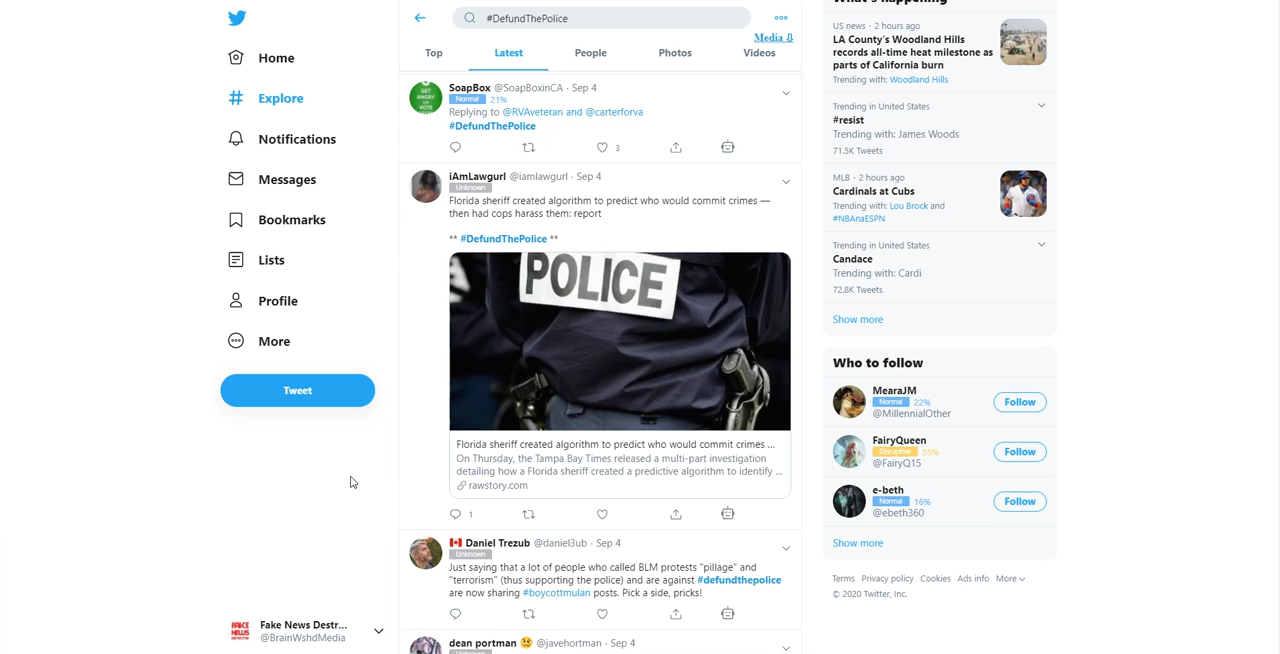 Home
Explore
Notifications
Messages
Bookmarks
Lists
Profile
More
Tweet
Fake News Destr...
@BrainWshdMedia
#DefundThePolice
Media ⇩
Top Latest People Photos Videos
SoapBox @SoapBoxinCA · Sep 4
Normal 21%
Replying to @RVAveteran and @carterforva
#DefundThePolice
3
iAmLawgurl @iamlawgurl · Sep 4
Unknown
Florida sheriff created algorithm to predict who would commit crimes —
then had cops harass them: report
** #DefundThePolice **
POLICE
Florida sheriff created algorithm to predict who would commit crimes ...
On Thursday, the Tampa Bay Times released a multi-part investigation
detailing how a Florida sheriff created a predictive algorithm to identify ...
rawstory.com
1
Daniel Trezub @daniel3ub · Sep 4
Unknown
Just saying that a lot of people who called BLM protests "pillage" and
"terrorism" (thus supporting the police) and are against #defundthepolice
are now sharing #boycottmulan posts. Pick a side, pricks!
dean portman @javehortman · Sep 4
What's happening
US news · 2 hours ago
LA County's Woodland Hills
records all-time heat milestone as
parts of California burn
Trending with: Woodland Hills
Trending in United States
#resist
Trending with: James Woods
71.5K Tweets
MLB · 2 hours ago
Cardinals at Cubs
Trending with: Lou Brock and
#NBAnaESPN
Trending in United States
Candace
Trending with: Cardi
72.8K Tweets
Show more
Who to follow
MearaJM
Normal 22%
@MillennialOther
Follow
FairyQueen
Disruptive 55%
@FairyQ15
Follow
e-beth
Normal 16%
@ebeth360
Follow
Show more
Terms Privacy policy Cookies Ads info More
© 2020 Twitter, Inc.